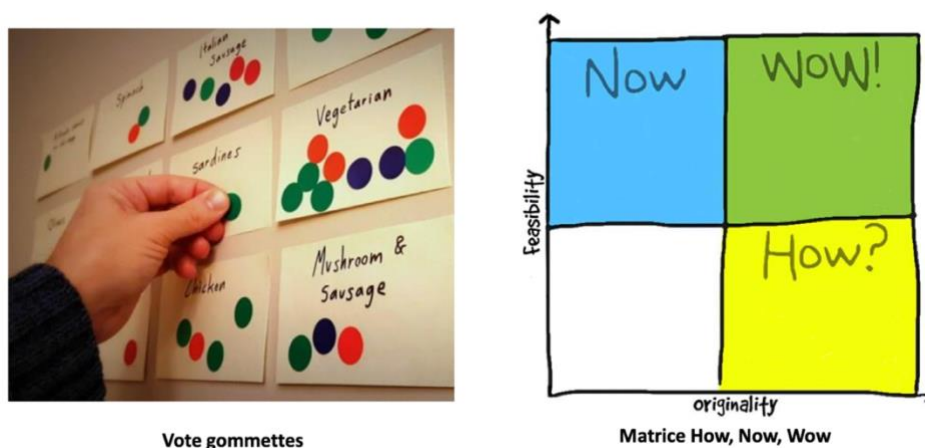 Italian
Sausage
Spinach
Vegetarian
Sardines
Chicken
Mushroom &
Sausage
Vote gommettes
Now
WOW!
How?
feasibility
originality
Matrice How, Now, Wow